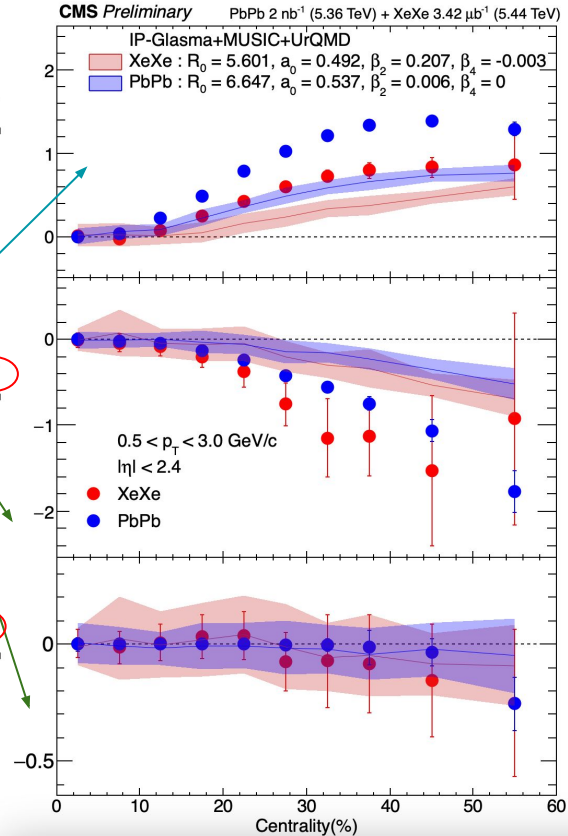 CMS Preliminary PbPb 2 nb⁻¹ (5.36 TeV) + XeXe 3.42 μb⁻¹ (5.44 TeV)
IP-Glasma+MUSIC+UrQMD
XeXe : R₀ = 5.601, a₀ = 0.492, β₂ = 0.207, β₄ = -0.003
PbPb : R₀ = 6.647, a₀ = 0.537, β₂ = 0.006, β₄ = 0
2
1
0
0
−1
0.5 < p_T < 3.0 GeV/c
|η| < 2.4
XeXe
PbPb
−2
0
−0.5
0 10 20 30 40 50 60
Centrality(%)